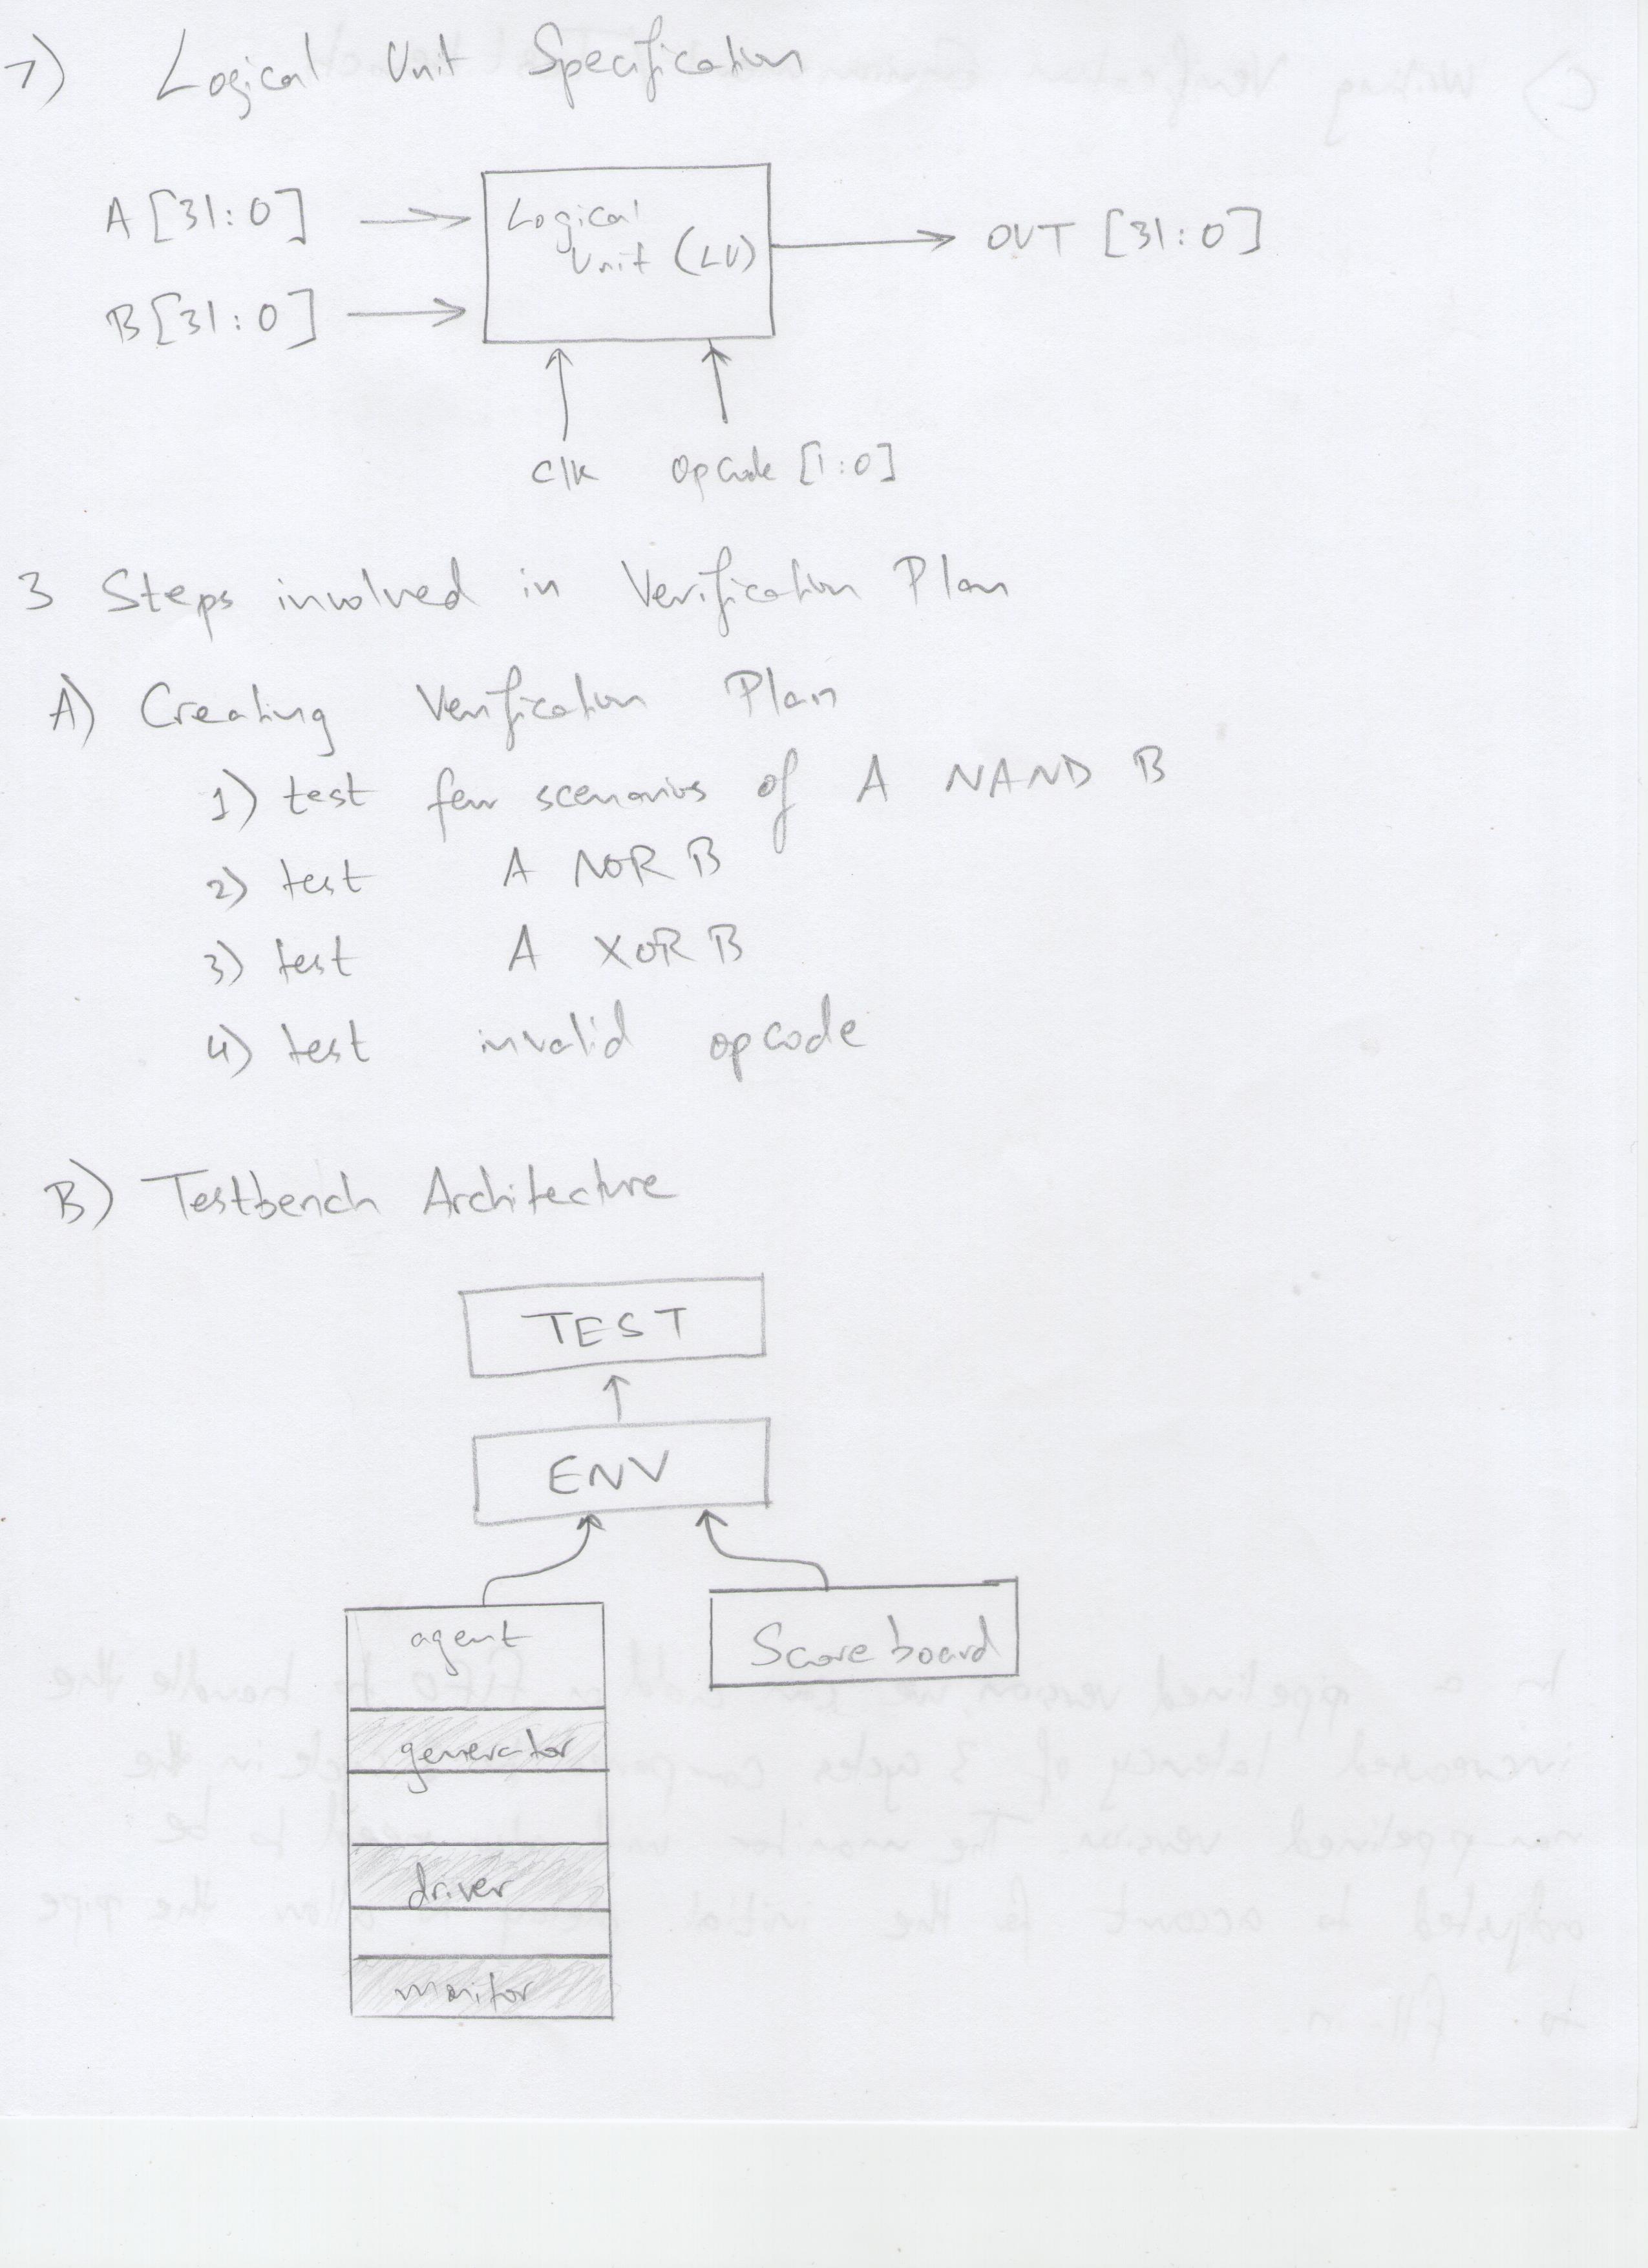 7) Logical Unit Specification
A [31:0]
B [31:0]
Logical
Unit (LU)
OUT [31:0]
clk opcode [1:0]
3 Steps involved in Verification Plan
A) Creating Verification Plan
1) test few scenarios of A NAND B
2) test A NOR B
3) test A XOR B
4) test invalid opcode
B) Testbench Architecture
TEST
ENV
agent
Scoreboard
generator
driver
monitor